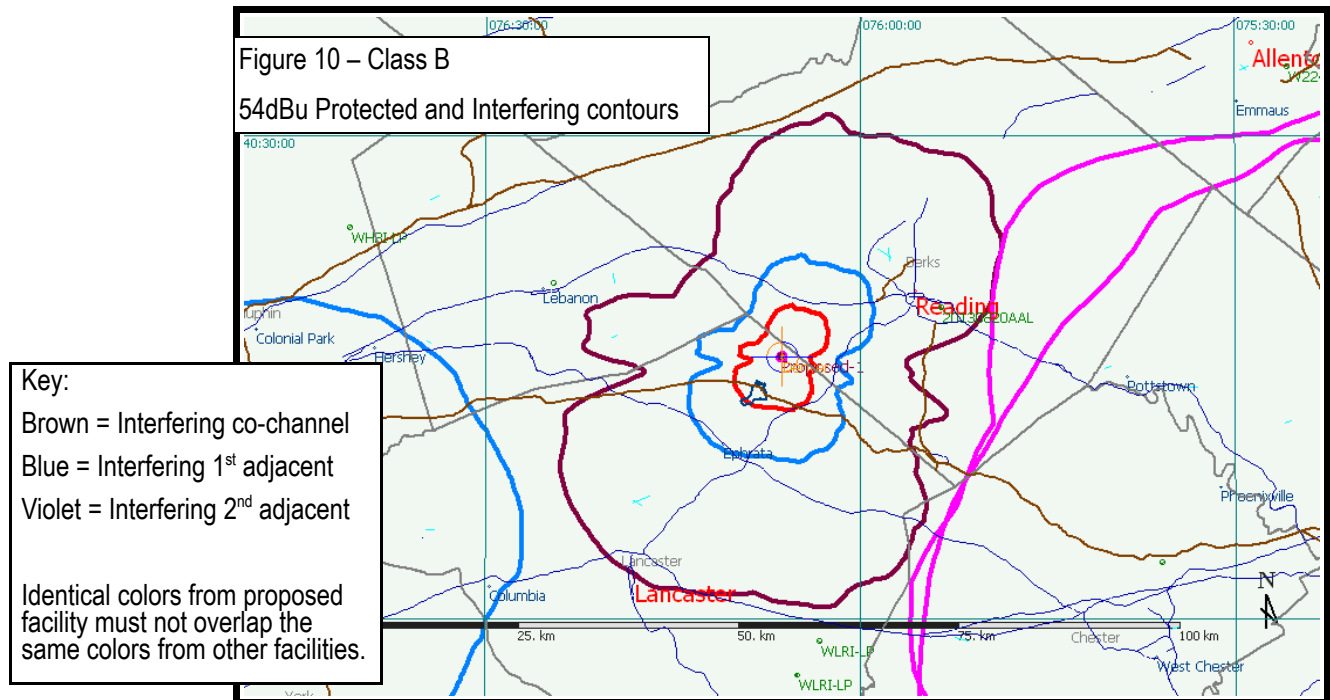 076:30:00
076:00:00
075:30:00
Figure 10 – Class B
54dBu Protected and Interfering contours
Emmaus
40:30:00
WHBI-LP
Berks
Lebanon
Reading
20130820AAL
Colonial Park
Hershey
Pottstown
Key:
Brown = Interfering co-channel
Blue = Interfering 1st adjacent
Violet = Interfering 2nd adjacent
Identical colors from proposed
facility must not overlap the
same colors from other facilities.
Ephrata
Phoenixville
Lancaster
Columbia
Lancaster
N
25. km
50. km
75. km
100 km
Chester
WLRI-LP
West Chester
WLRI-LP
York